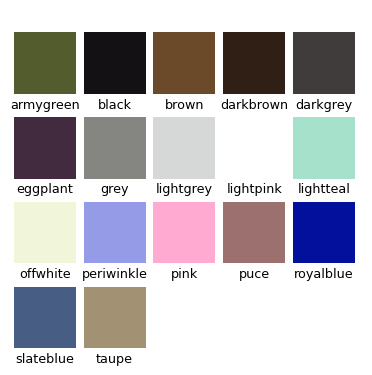 armygreen black brown darkbrown darkgrey
eggplant grey lightgrey lightpink lightteal
offwhite periwinkle pink puce royalblue
slateblue taupe